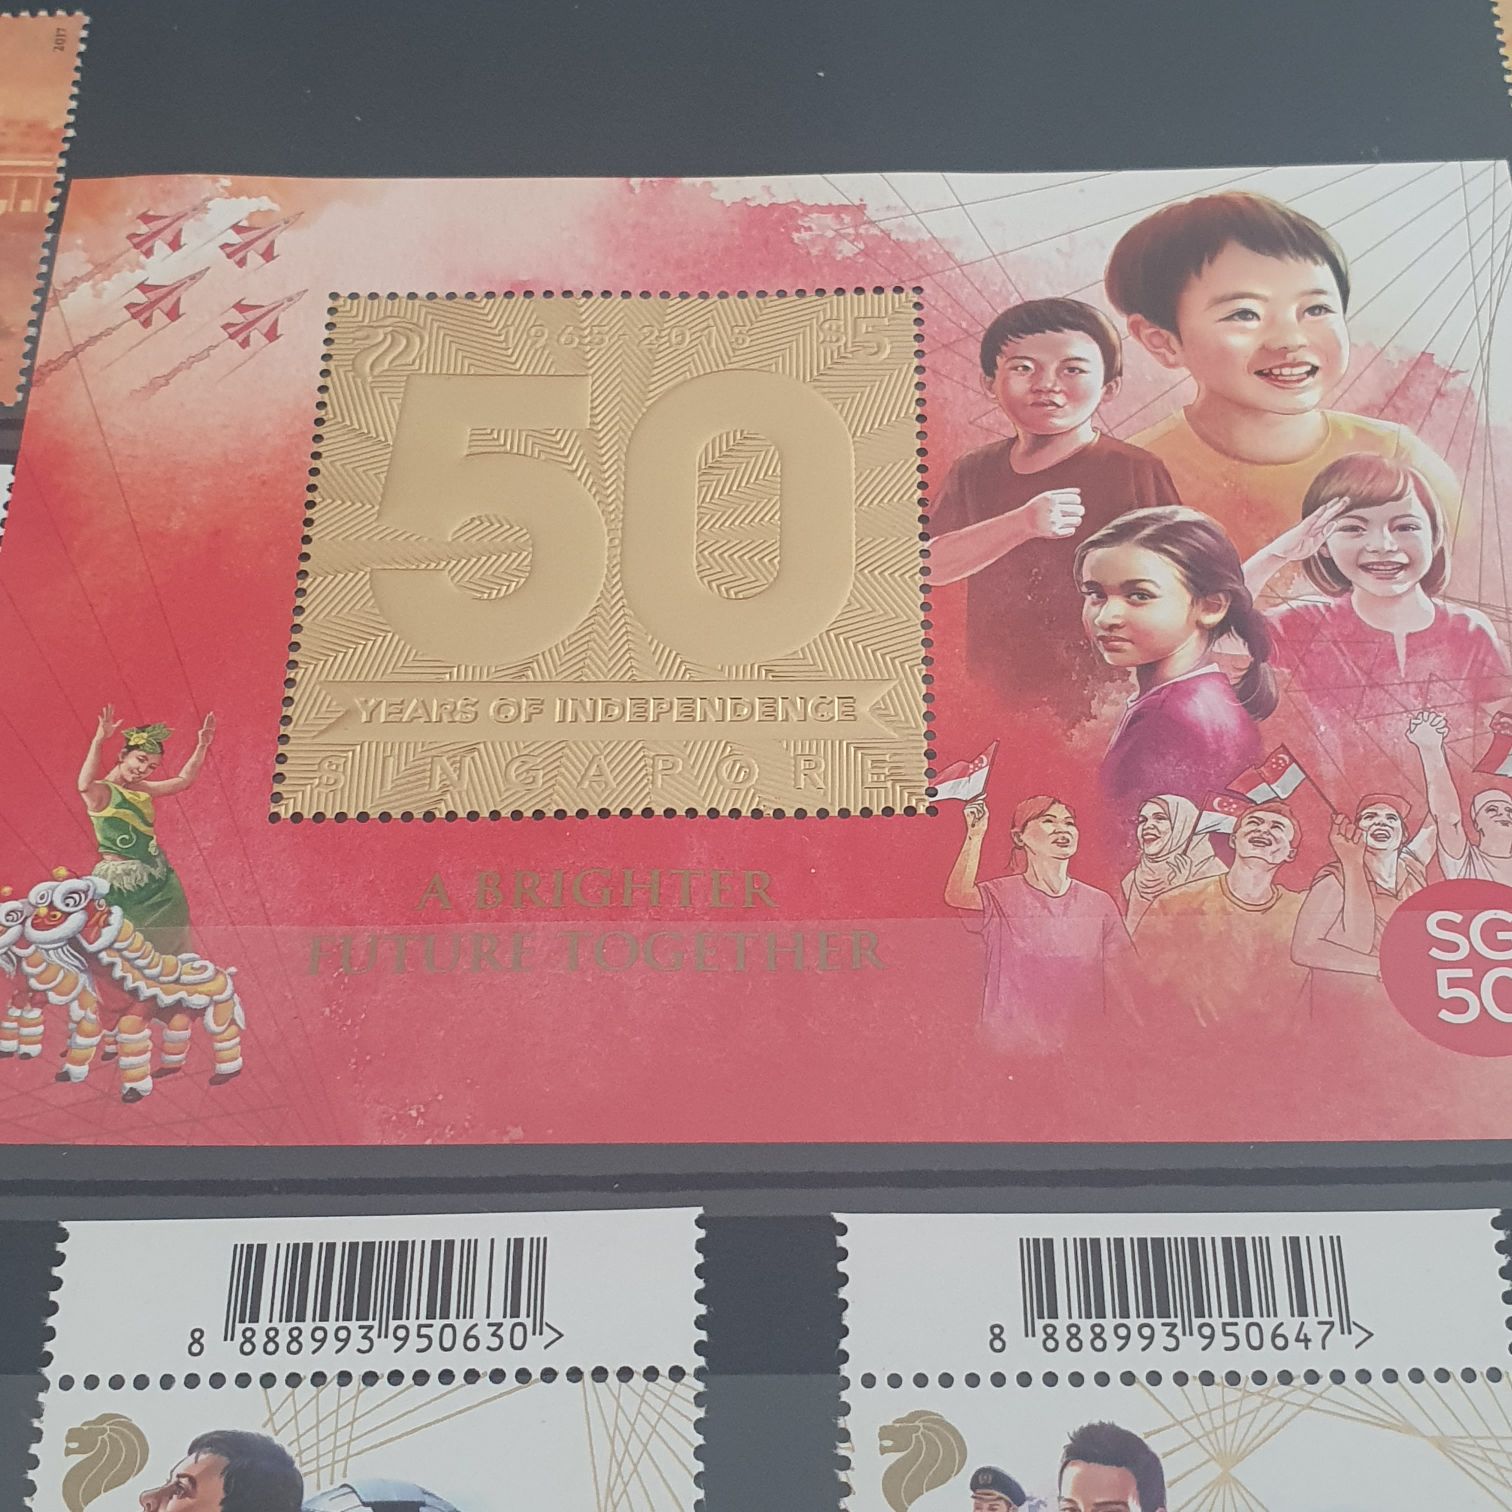 2017
1965-2015 $5
50
YEARS OF INDEPENDENCE
SINGAPORE
A BRIGHTER
FUTURE TOGETHER
SG
50
8 888993 950630 >
8 888993 950647 >